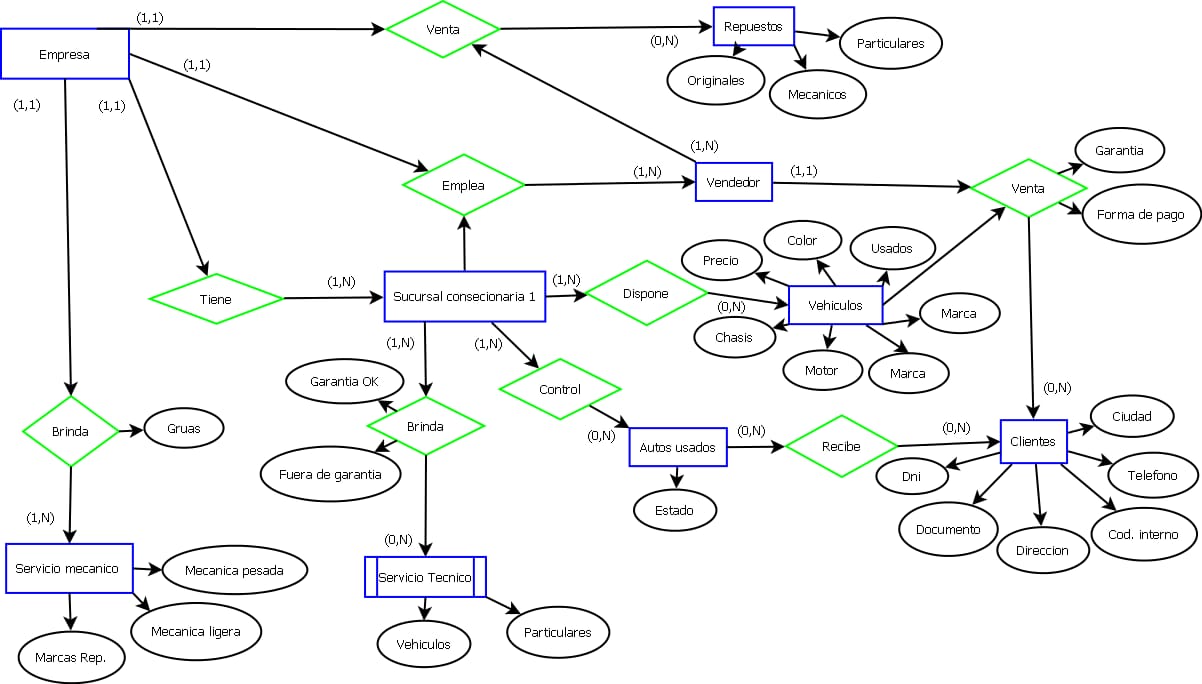 (1,1)
Venta
Repuestos
(0,N)
Particulares
Empresa
(1,1)
Originales
Mecanicos
(1,1)
(1,1)
(1,N)
Garantia
Emplea
(1,N)
Vendedor
(1,1)
Venta
Forma de pago
Precio
Color
Usados
Tiene
(1,N)
Sucursal consecionaria 1
(1,N)
Dispone
(0,N)
Vehiculos
Marca
Chasis
Motor
Marca
(1,N)
(1,N)
Garantia OK
Control
(0,N)
Brinda
Gruas
Brinda
Fuera de garantia
(0,N)
Autos usados
(0,N)
Recibe
(0,N)
Clientes
Ciudad
Dni
Telefono
Estado
Documento
Direccion
Cod. interno
(1,N)
(0,N)
Servicio mecanico
Mecanica pesada
Servicio Tecnico
Mecanica ligera
Marcas Rep.
Vehiculos
Particulares